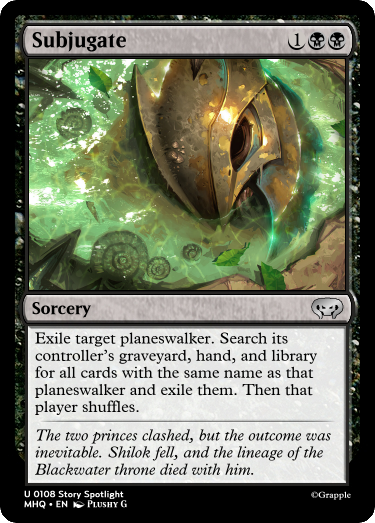 Subjugate 1
Sorcery
Exile target planeswalker. Search its
controller's graveyard, hand, and library
for all cards with the same name as that
planeswalker and exile them. Then that
player shuffles.
The two princes clashed, but the outcome was
inevitable. Shilok fell, and the lineage of the
Blackwater throne died with him.
U 0108 Story Spotlight
MHQ • EN Plushy G
©Grapple